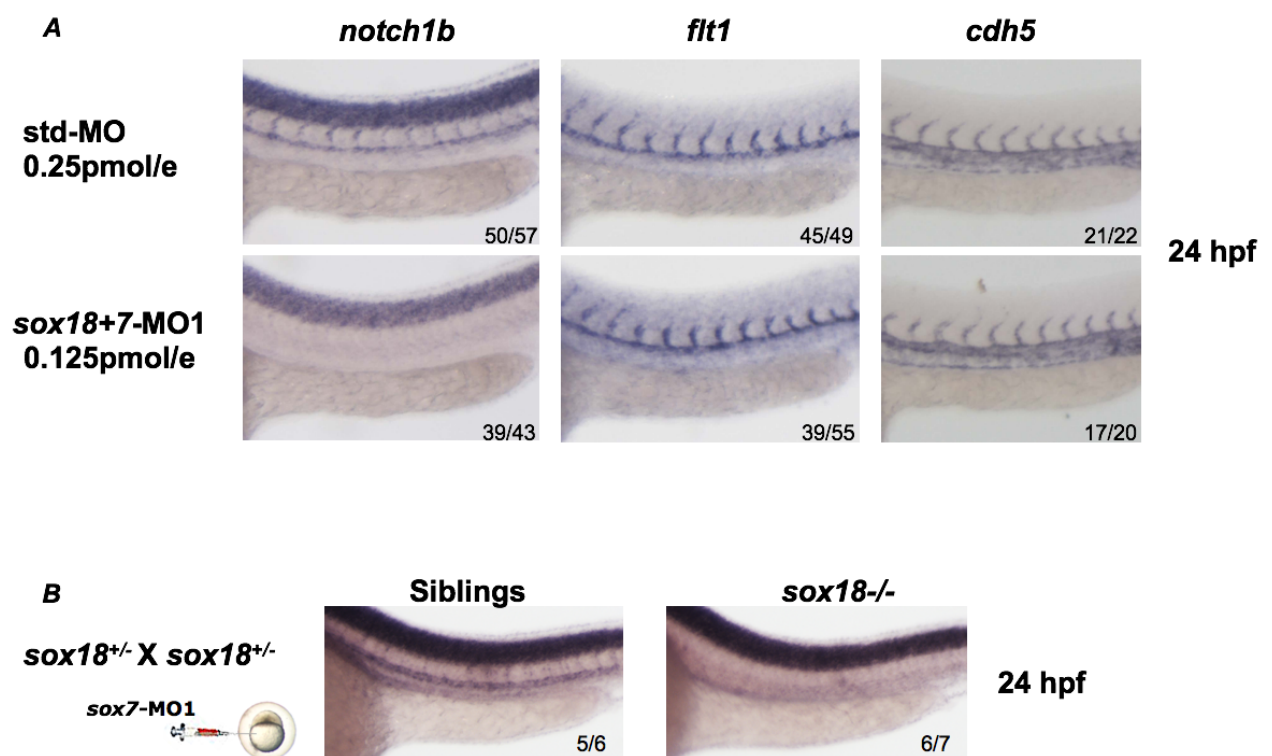 A
notch1b flt1 cdh5
std-MO
0.25pmol/e
50/57 45/49 21/22
24 hpf
sox18+7-MO1
0.125pmol/e
39/43 39/55 17/20
B
Siblings sox18-/-
sox18+/- X sox18+/-
24 hpf
sox7-MO1
5/6 6/7